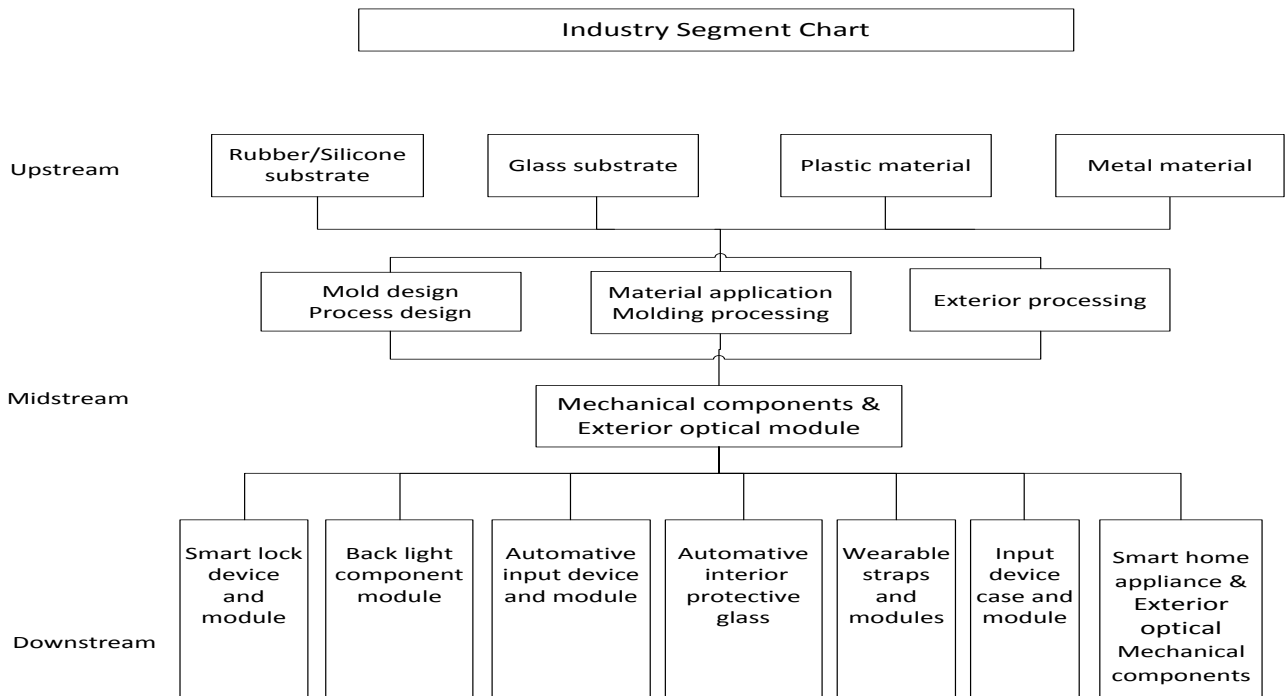 Industry Segment Chart
Upstream
Rubber/Silicone
substrate
Glass substrate
Plastic material
Metal material
Mold design
Process design
Material application
Molding processing
Exterior processing
Midstream
Mechanical components &
Exterior optical module
Downstream
Smart lock
device
and
module
Back light
component
module
Automative
input device
and module
Automative
interior
protective
glass
Wearable
straps
and
modules
Input
device
case and
module
Smart home
appliance &
Exterior
optical
Mechanical
components